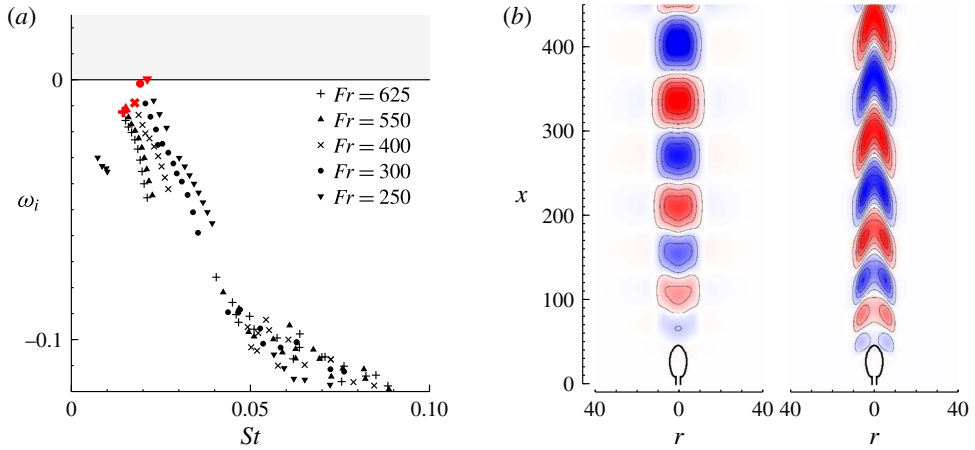 (a)
0
ω_i
−0.1
0
0.05
0.10
St
+ Fr = 625
▲ Fr = 550
× Fr = 400
● Fr = 300
▼ Fr = 250
(b)
400
300
x
200
100
0
40 0 40 40 0 40
r r